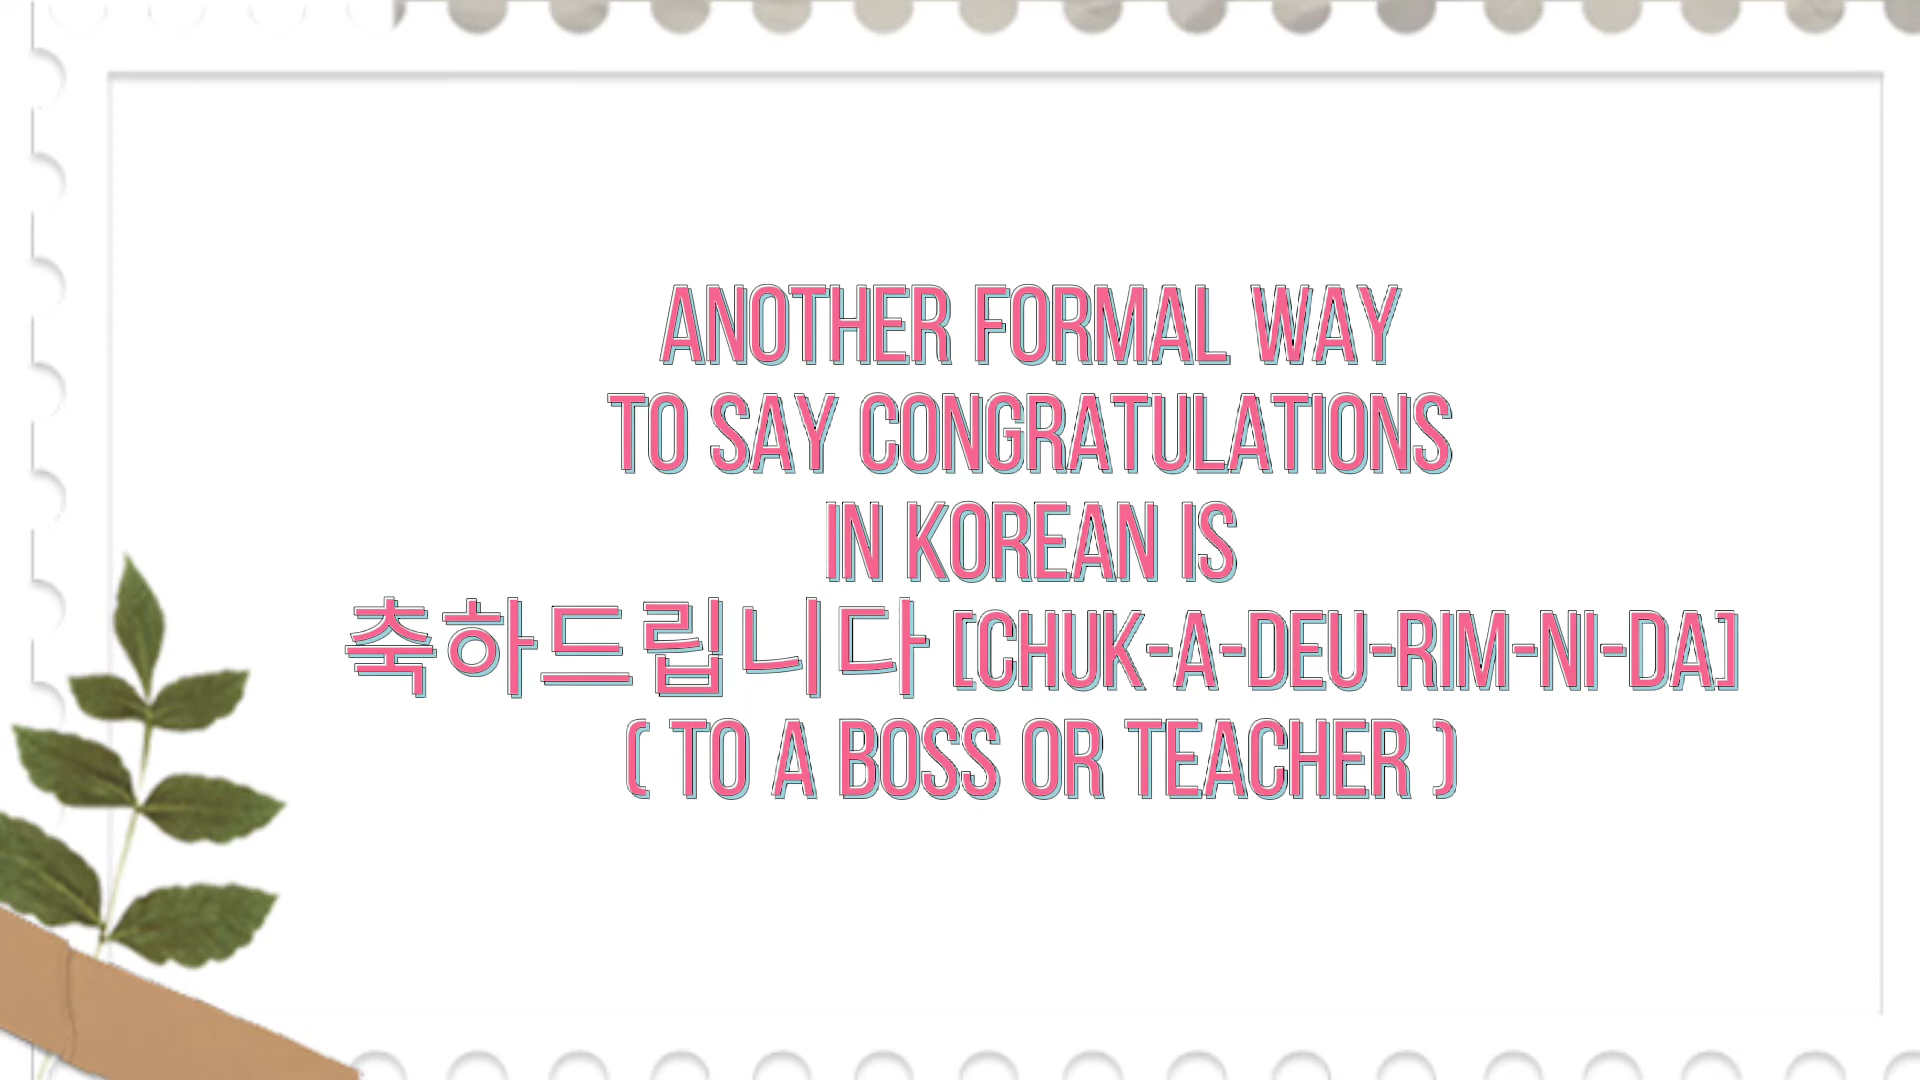 ANOTHER FORMAL WAY
TO SAY CONGRATULATIONS
IN KOREAN IS
축하드립니다 [CHUK-A-DEU-RIM-NI-DA]
( TO A BOSS OR TEACHER )